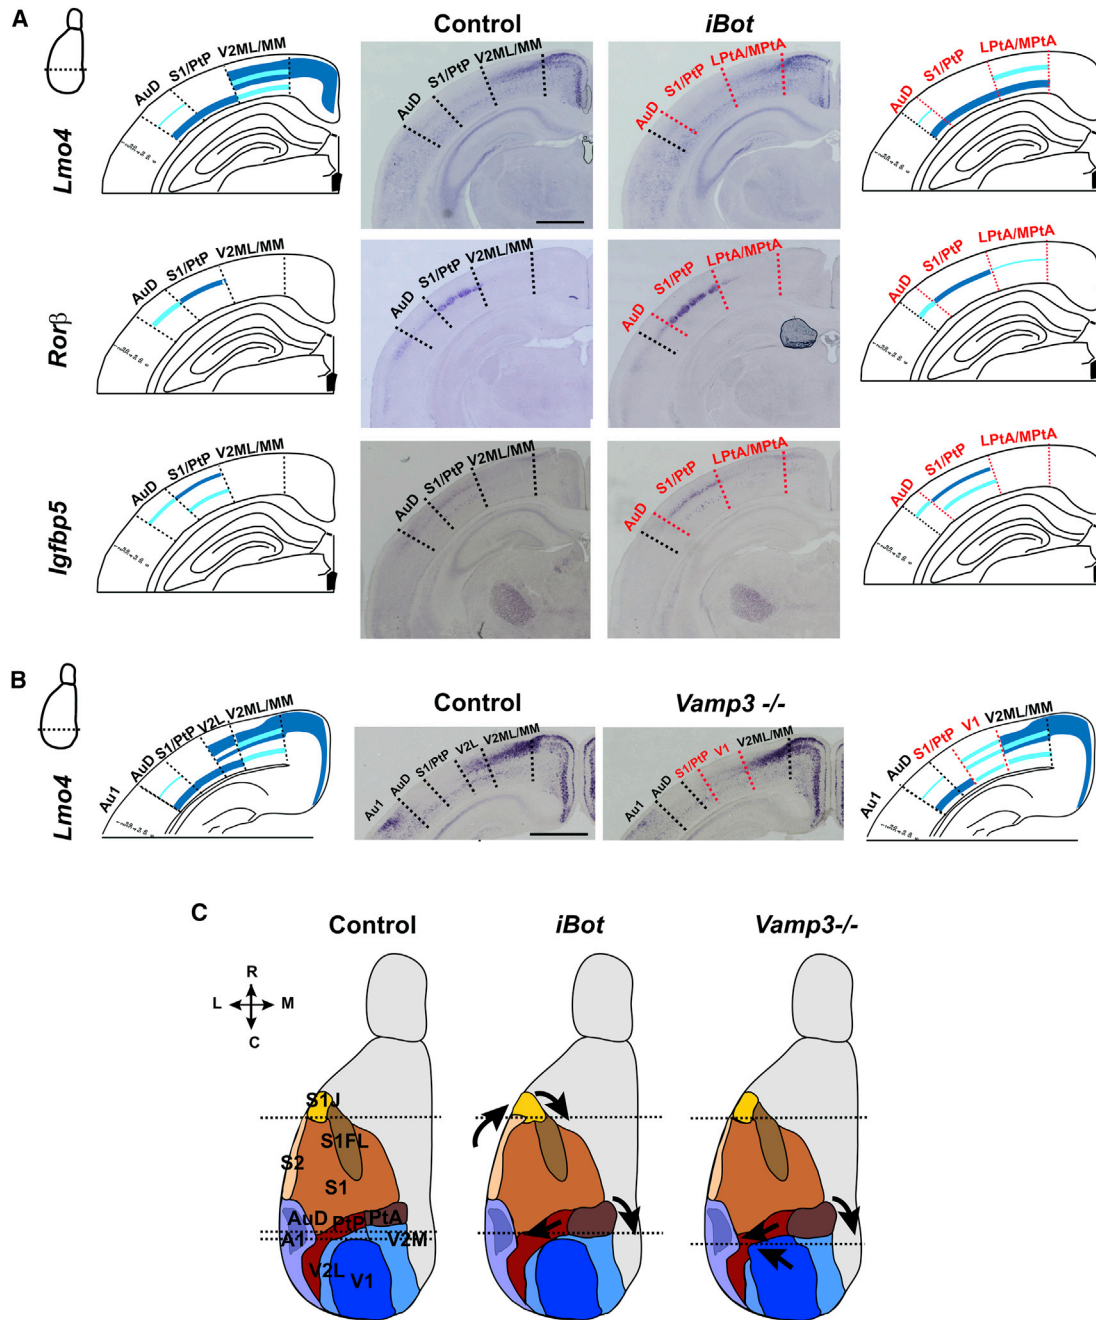 A
Control
iBot
Lmo4
AuD
S1/PtP
V2ML/MM
AuD
S1/PtP
V2ML/MM
AuD
S1/PtP
LPtA/MPtA
AuD
S1/PtP
LPtA/MPtA
Rorβ
AuD
S1/PtP
V2ML/MM
AuD
S1/PtP
V2ML/MM
AuD
S1/PtP
LPtA/MPtA
AuD
S1/PtP
LPtA/MPtA
Igfbp5
AuD
S1/PtP
V2ML/MM
AuD
S1/PtP
V2ML/MM
AuD
S1/PtP
LPtA/MPtA
AuD
S1/PtP
LPtA/MPtA
B
Control
Vamp3 -/-
Lmo4
Au1
AuD
S1/PtP
V2L
V2ML/MM
Au1
AuD
S1/PtP
V2L
V2ML/MM
Au1
AuD
S1/PtP
V1
V2ML/MM
Au1
AuD
S1/PtP
V1
V2ML/MM
C
Control
iBot
Vamp3-/-
R
L
M
C
S1J
S1FL
S2
S1
AuD
PtP
PtA
A1
V2M
V2L
V1